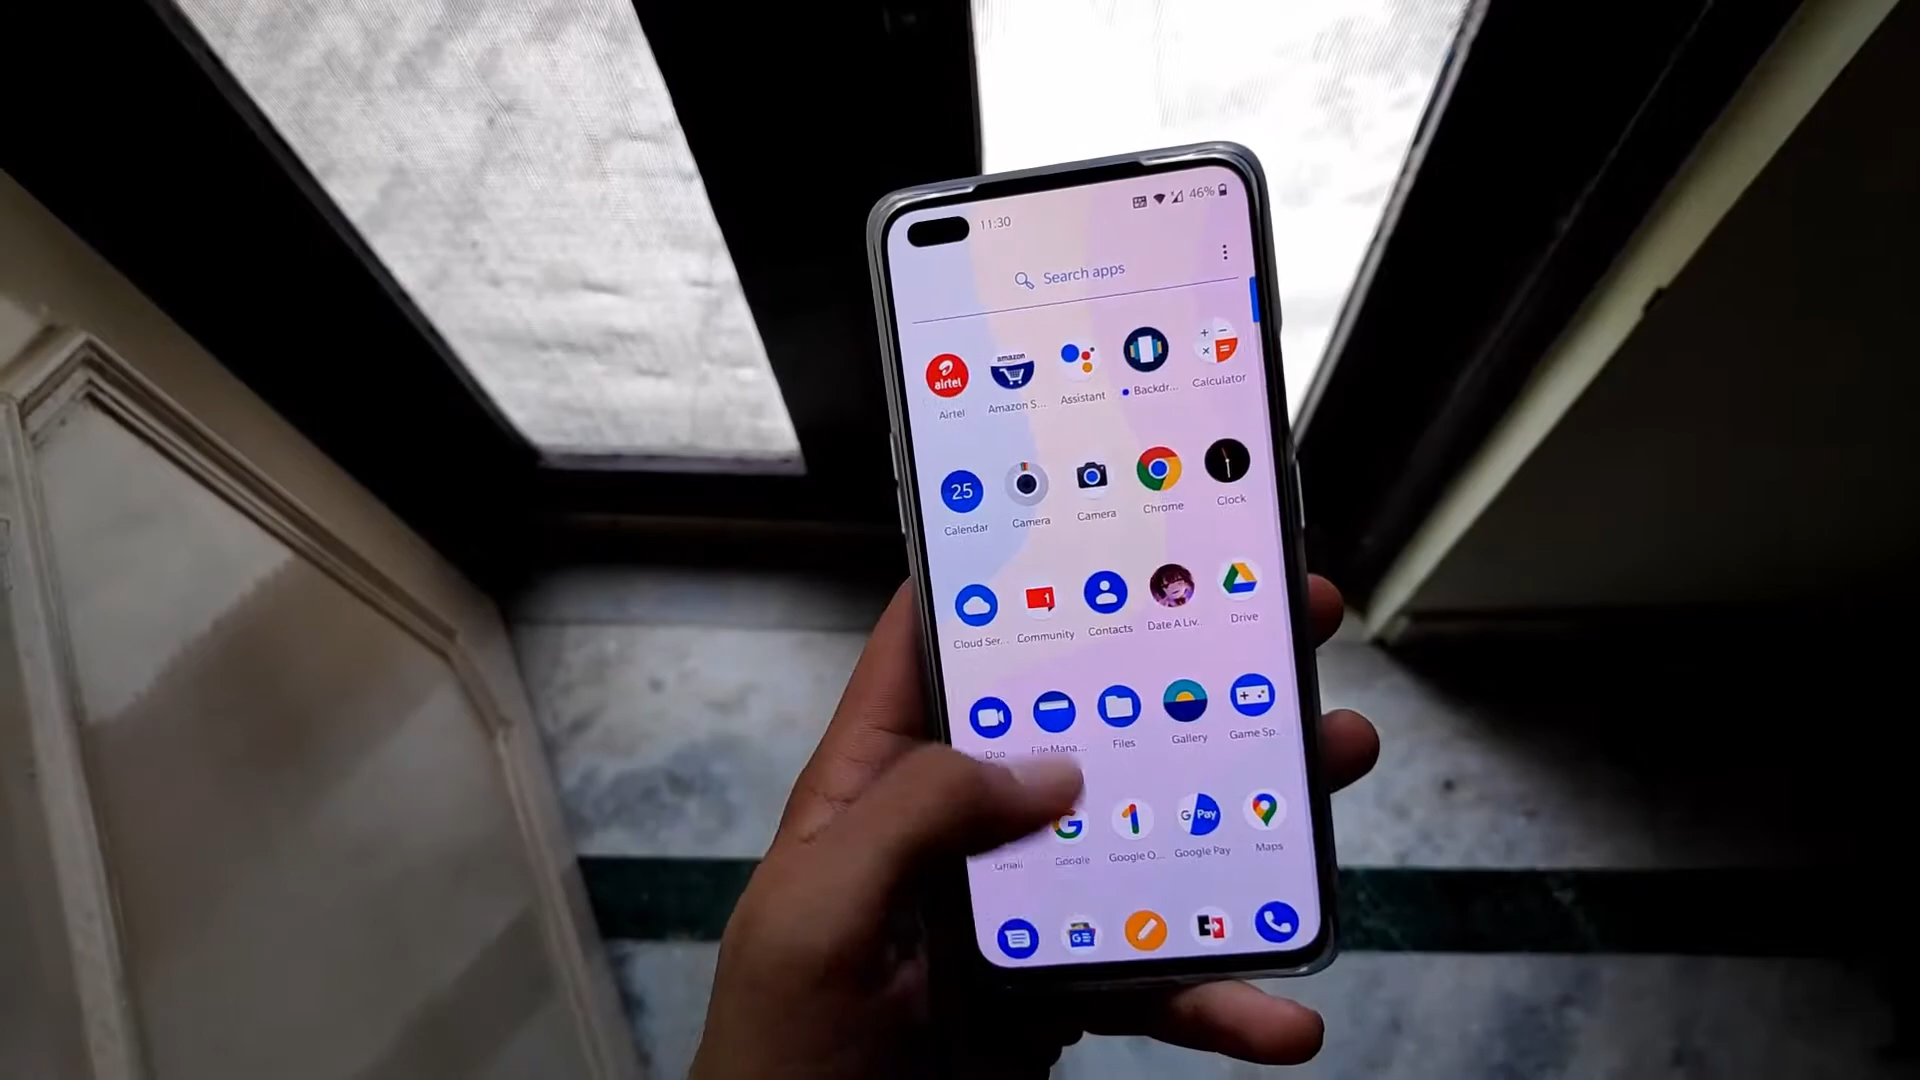 11:30
46%
Search apps
airtel
amazon
Airtel
Amazon S...
Assistant
Backdr...
Calculator
25
Calendar
Camera
Camera
Chrome
Clock
1
Cloud Ser...
Community
Contacts
Date A Liv...
Drive
Duo
File Mana...
Files
Gallery
Game Sp...
G Pay
Gmail
Google
Google O...
Google Pay
Maps